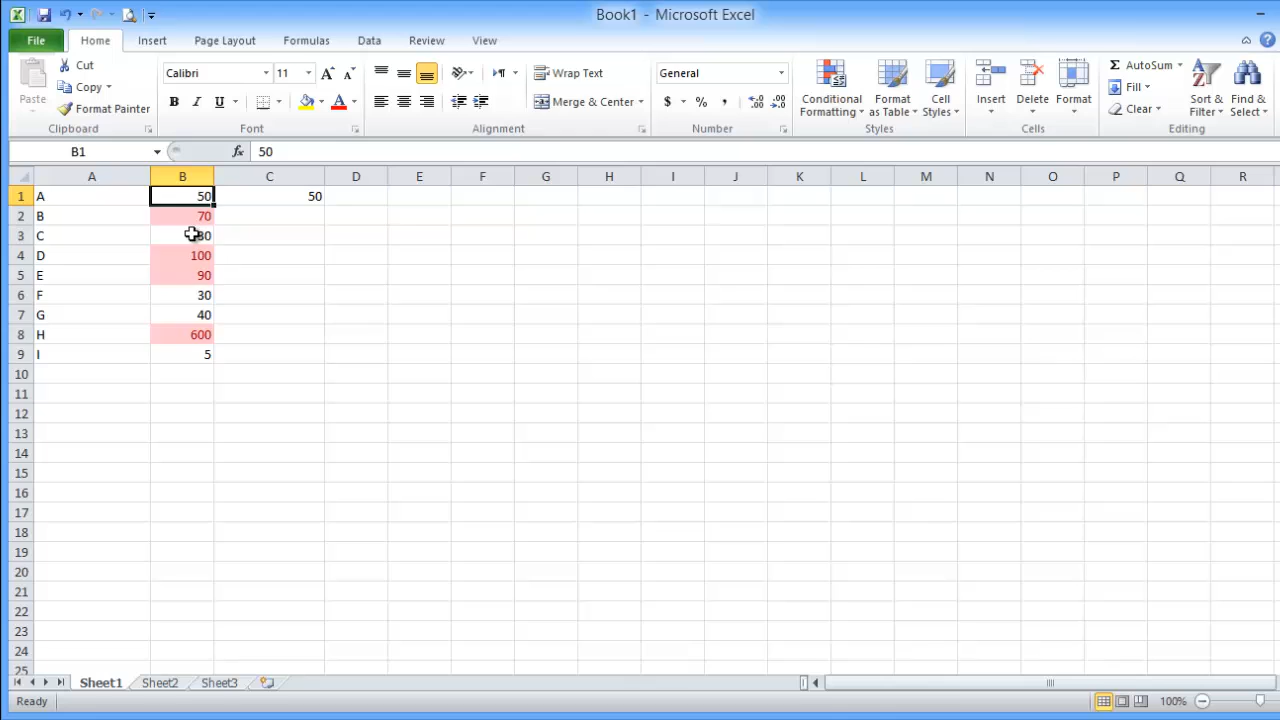 Book1 - Microsoft Excel
File Home Insert Page Layout Formulas Data Review View
Paste
Cut
Copy
Format Painter
Clipboard
Calibri 11
B I U
Font
Wrap Text
Merge & Center
Alignment
General
$ % ,
Number
Conditional Formatting
Format as Table
Cell Styles
Styles
Insert Delete Format
Cells
AutoSum
Fill
Clear
Sort & Filter
Find & Select
Editing
B1 fx 50
A B C D E F G H I J K L M N O P Q R
1 A 50 50
2 B 70
3 C
4 D 100
5 E 90
6 F 30
7 G 40
8 H 600
9 I 5
10
11
12
13
14
15
16
17
18
19
20
21
22
23
24
25
Sheet1 Sheet2 Sheet3
Ready 100%